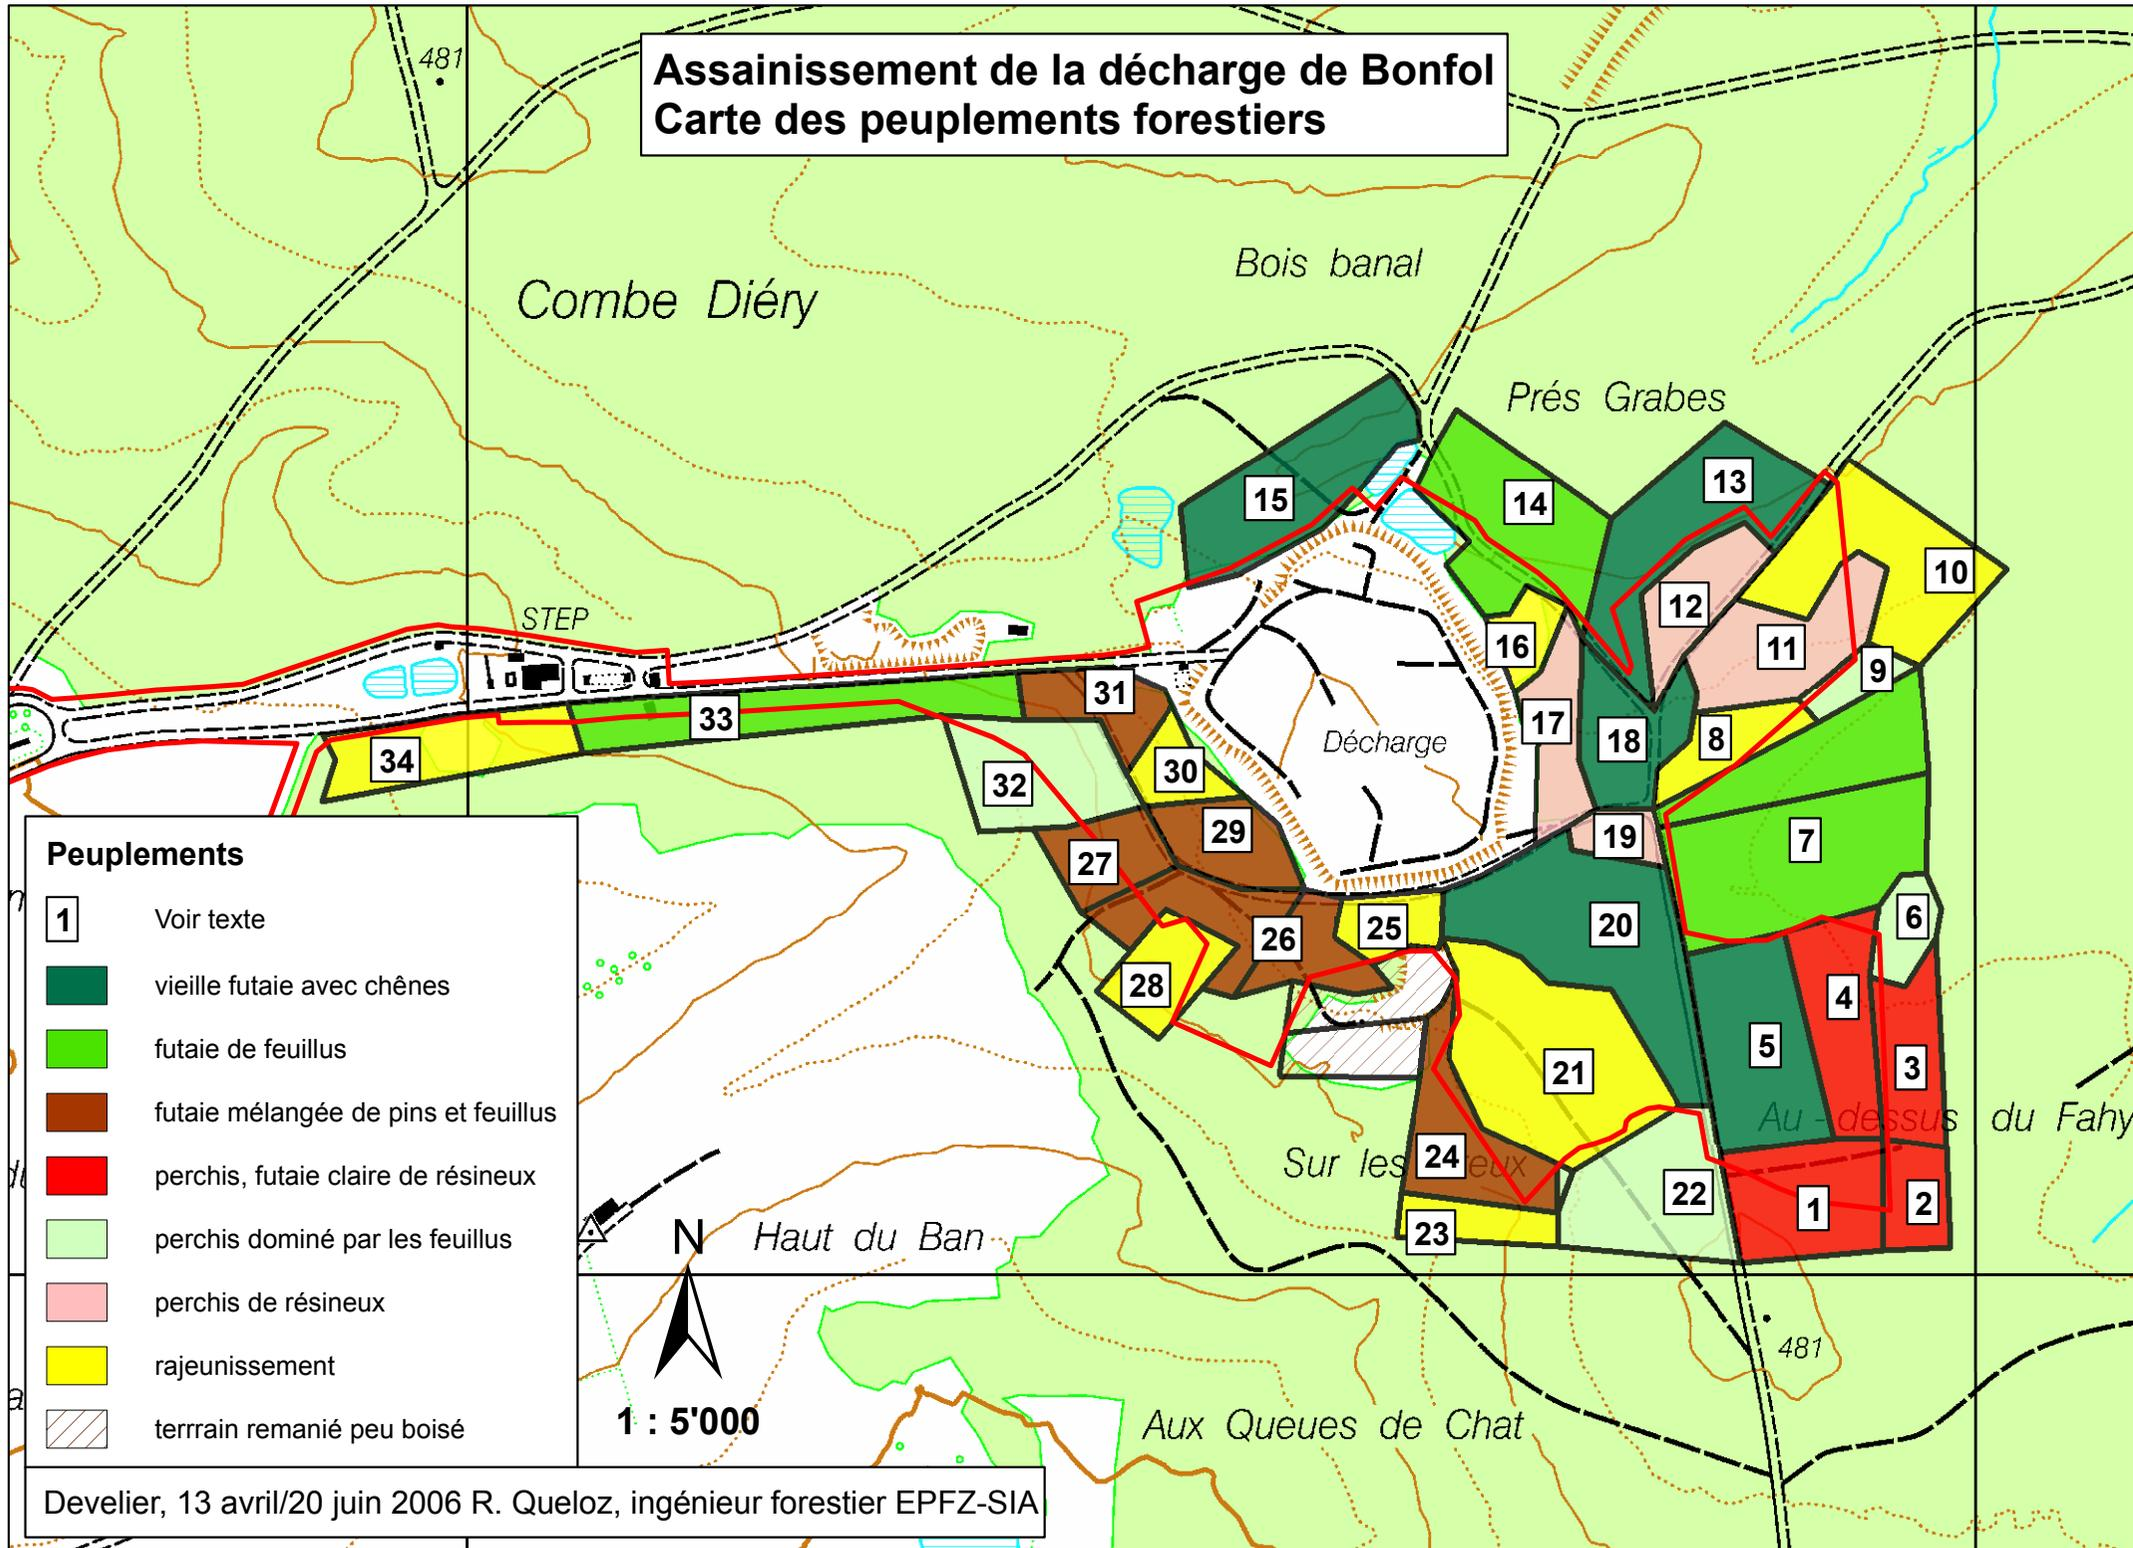 481
Assainissement de la décharge de Bonfol
Carte des peuplements forestiers
Bois banal
Combe Diéry
Prés Grabes
15
14
13
10
12
STEP
16
11
9
31
33
17
18
8
34
30
32
Décharge
29
19
7
27
20
25
6
26
28
4
5
3
21
Au - dessus du Fahy
Sur les
eux
24
22
1
2
23
Haut du Ban
N
481
1 : 5'000
Aux Queues de Chat
Peuplements
1 Voir texte
vieille futaie avec chênes
futaie de feuillus
futaie mélangée de pins et feuillus
perchis, futaie claire de résineux
perchis dominé par les feuillus
perchis de résineux
rajeunissement
terrrain remanié peu boisé
Develier, 13 avril/20 juin 2006 R. Queloz, ingénieur forestier EPFZ-SIA